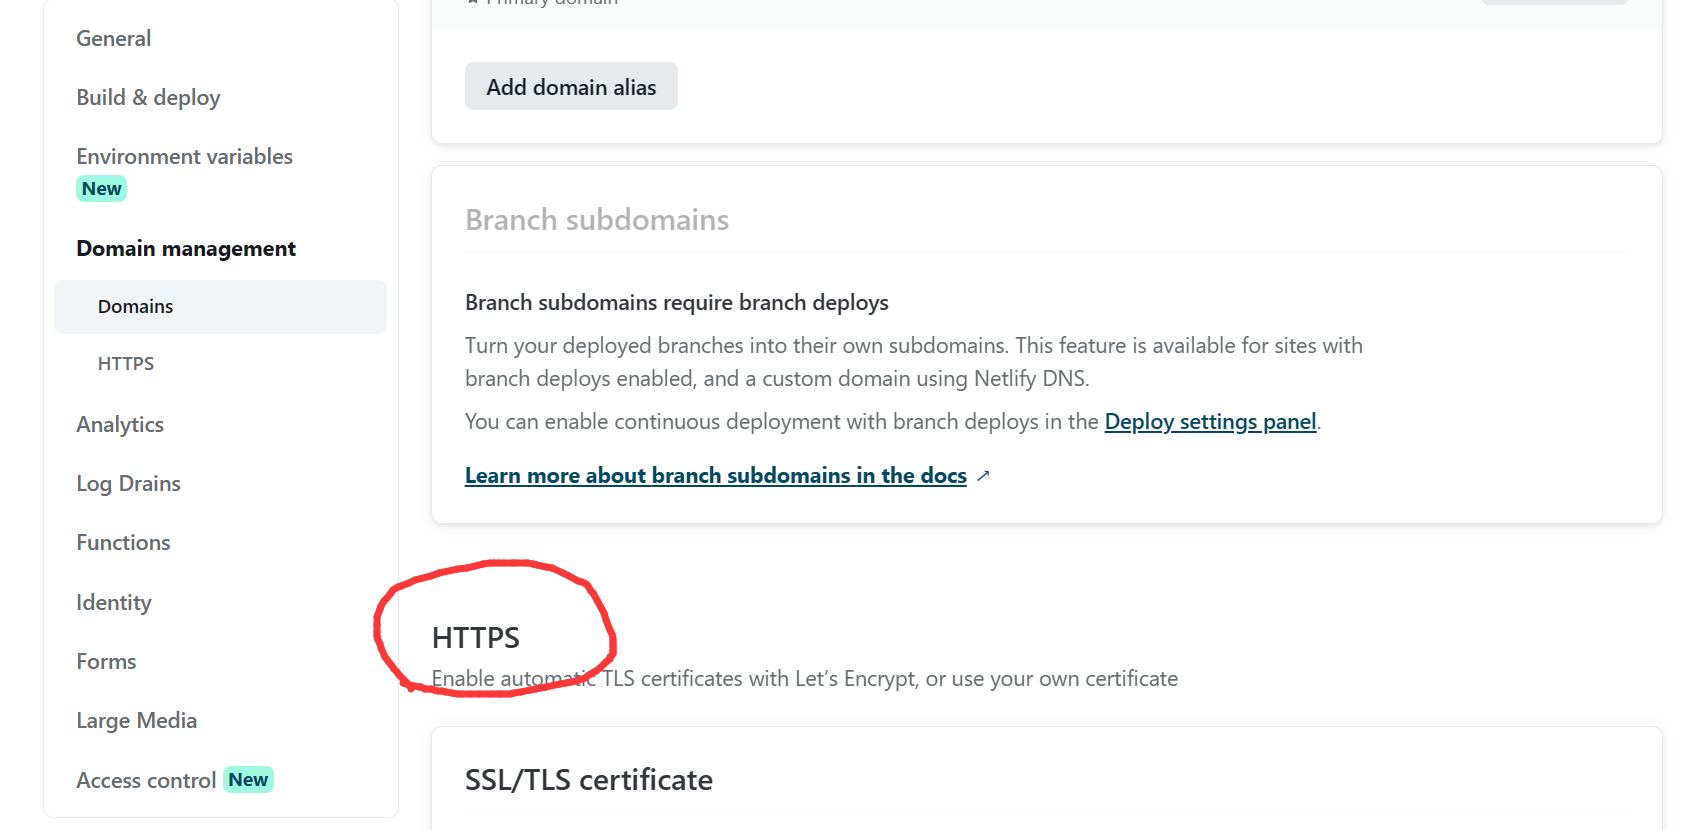 General
Build & deploy
Environment variables
New
Domain management
Domains
HTTPS
Analytics
Log Drains
Functions
Identity
Forms
Large Media
Access control New
Primary domain
Add domain alias
Branch subdomains
Branch subdomains require branch deploys
Turn your deployed branches into their own subdomains. This feature is available for sites with
branch deploys enabled, and a custom domain using Netlify DNS.
You can enable continuous deployment with branch deploys in the Deploy settings panel.
Learn more about branch subdomains in the docs ↗
HTTPS
Enable automatic TLS certificates with Let’s Encrypt, or use your own certificate
SSL/TLS certificate